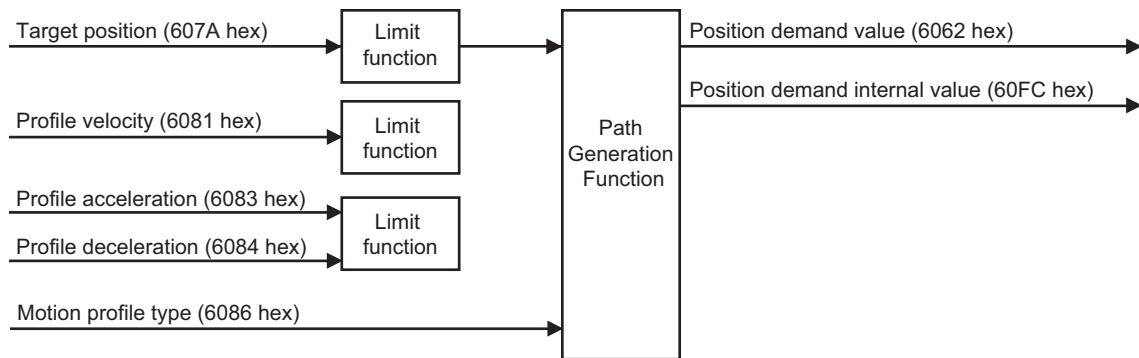 Target position (607A hex)
Limit
function
Position demand value (6062 hex)
Position demand internal value (60FC hex)
Profile velocity (6081 hex)
Limit
function
Path
Generation
Function
Profile acceleration (6083 hex)
Limit
function
Profile deceleration (6084 hex)
Motion profile type (6086 hex)